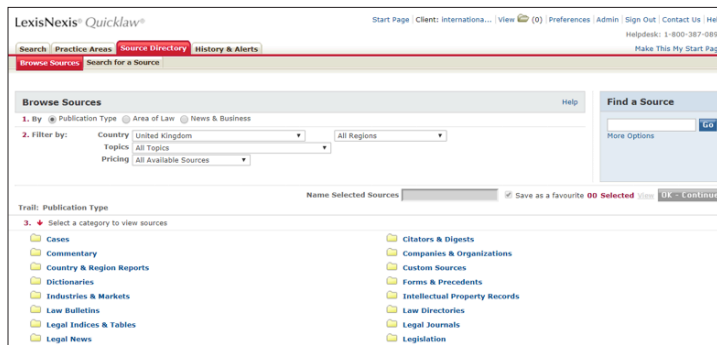 LexisNexis® Quicklaw®
Start Page | Client: internationa... | View (0) | Preferences | Admin | Sign Out | Contact Us | Hel
Helpdesk: 1-800-387-089
Search Practice Areas Source Directory History & Alerts
Make This My Start Pag
Browse Sources Search for a Source
Browse Sources Help
Find a Source
1. By Publication Type Area of Law News & Business
Go
2. Filter by: Country United Kingdom All Regions
More Options
Topics All Topics
Pricing All Available Sources
Name Selected Sources Save as a favourite 00 Selected View OK - Continue
Trail: Publication Type
3. Select a category to view sources
Cases Citators & Digests
Commentary Companies & Organizations
Country & Region Reports Custom Sources
Dictionaries Forms & Precedents
Industries & Markets Intellectual Property Records
Law Bulletins Law Directories
Legal Indices & Tables Legal Journals
Legal News Legislation